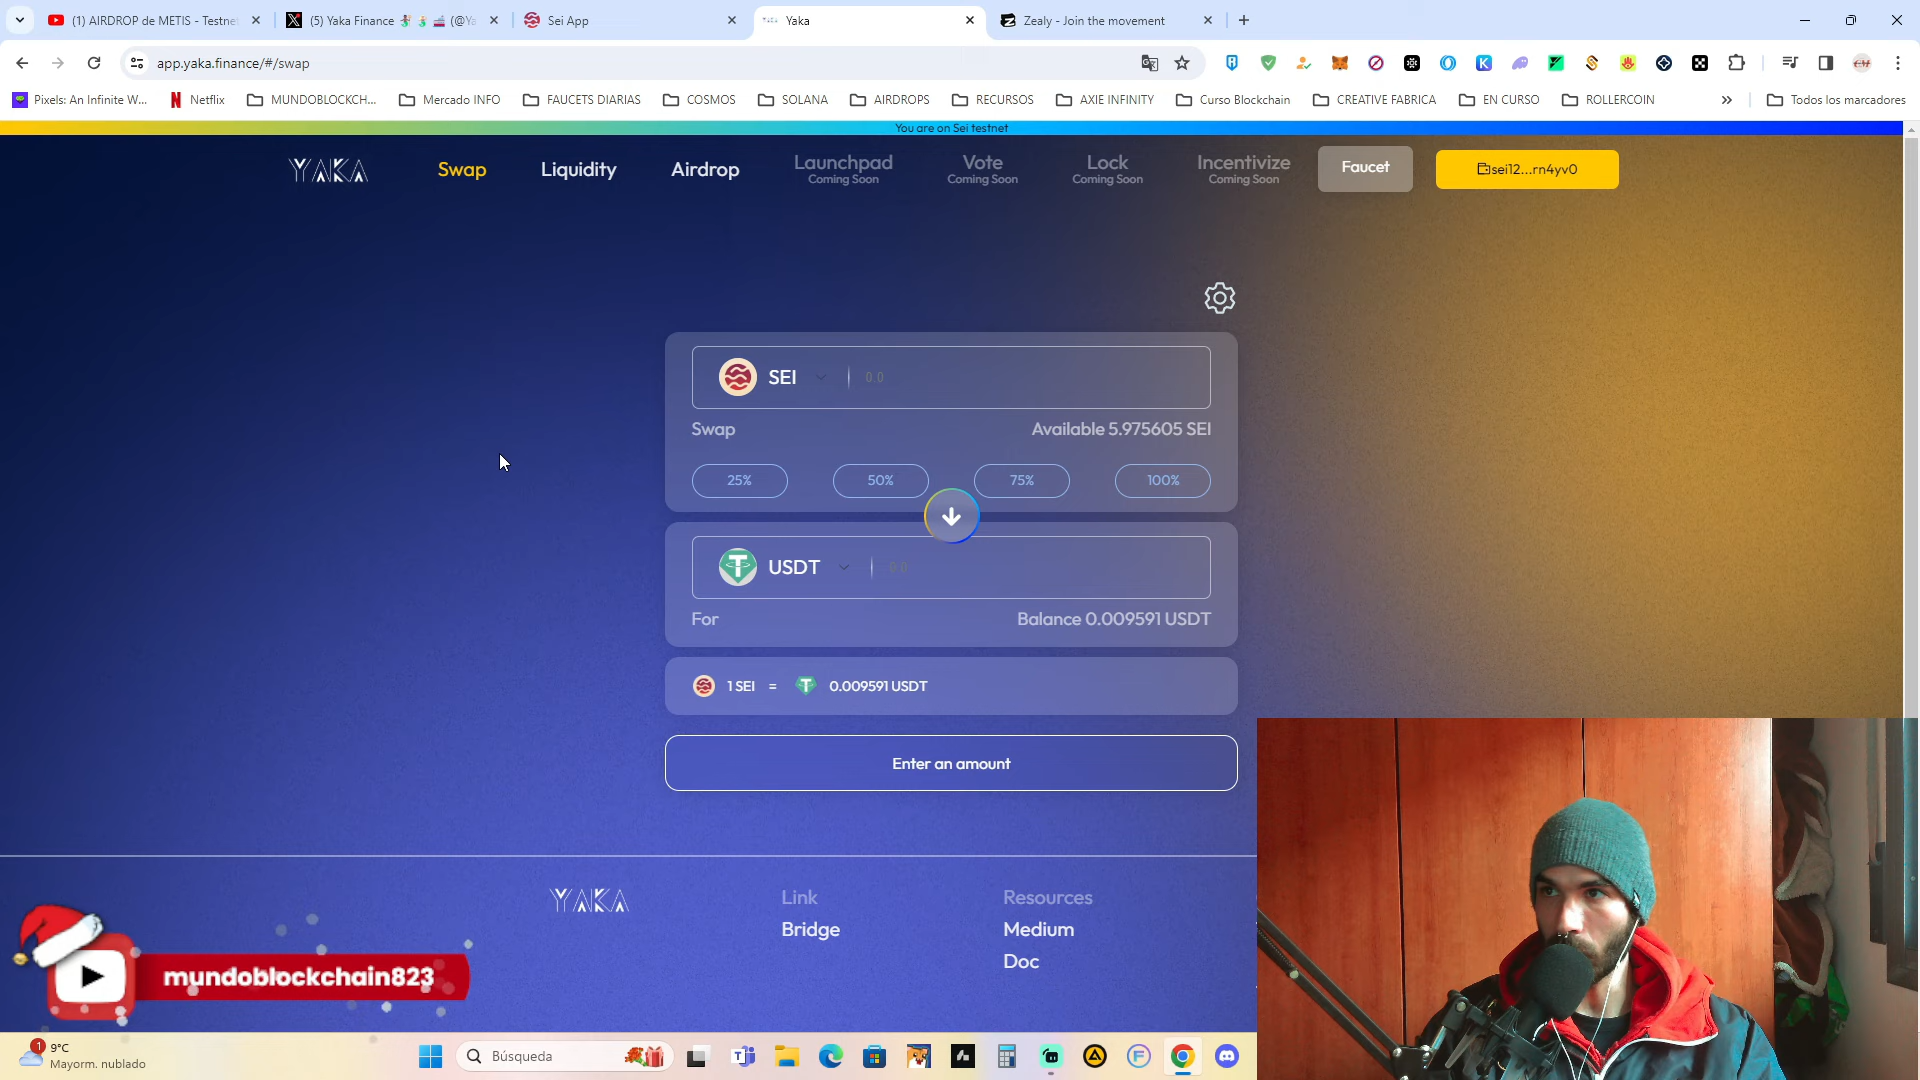 (1) AIRDROP de METIS - Testne
(5) Yaka Finance
(@Ya
Sei App
Yaka
Zealy - Join the movement
app.yaka.finance/#/swap
Pixels: An Infinite W...
Netflix
MUNDOBLOCKCH...
Mercado INFO
FAUCETS DIARIAS
COSMOS
SOLANA
AIRDROPS
RECURSOS
AXIE INFINITY
Curso Blockchain
CREATIVE FABRICA
EN CURSO
ROLLERCOIN
Todos los marcadores
You are on Sei testnet
YAKA
Swap
Liquidity
Airdrop
Launchpad
Coming Soon
Vote
Coming Soon
Lock
Coming Soon
Incentivize
Coming Soon
Faucet
sei12...rn4yv0
SEI
0.0
Swap
Available 5.975605 SEI
25%
50%
75%
100%
USDT
0.0
For
Balance 0.009591 USDT
1 SEI = 0.009591 USDT
Enter an amount
YAKA
Link
Bridge
Resources
Medium
Doc
mundoblockchain823
1
9°C
Mayorm. nublado
Búsqueda